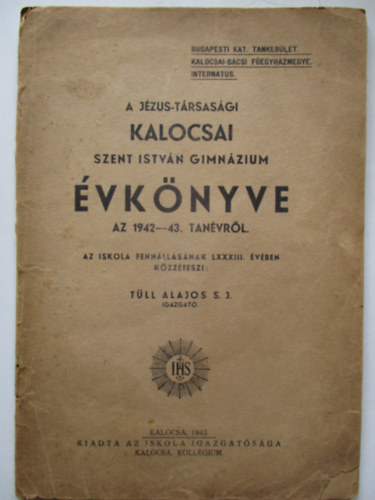 BUDAPESTI KAT. TANKERÜLET.
KALOCSAI-BÁCSI FŐEGYHÁZMEGYE.
INTERNATUS.
A JÉZUS-TÁRSASÁGI
KALOCSAI
SZENT ISTVÁN GIMNÁZIUM
ÉVKÖNYVE
AZ 1942—43. TANÉVRŐL.
AZ ISKOLA FENNÁLLÁSÁNAK LXXXIII. ÉVÉBEN
KÖZZÉTESZI:
TÜLL ALAJOS S. J.
IGAZGATÓ.
IHS
KALOCSA, 1943
KIADTA AZ ISKOLA IGAZGATÓSÁGA
KALOCSA, KOLLÉGIUM.